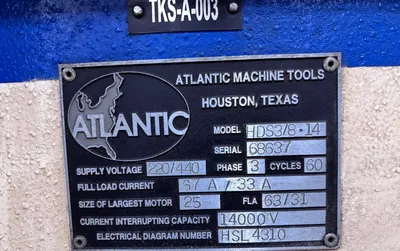 TKS-A-003
ATLANTIC
ATLANTIC MACHINE TOOLS
HOUSTON, TEXAS
MODEL HDS3/8·14
SERIAL 68637
SUPPLY VOLTAGE 220/440 PHASE 3 CYCLES 60
FULL LOAD CURRENT 67 A / 33 A
SIZE OF LARGEST MOTOR 25 FLA 63/31
CURRENT INTERRUPTING CAPACITY 14000V
ELECTRICAL DIAGRAM NUMBER HSL 4310